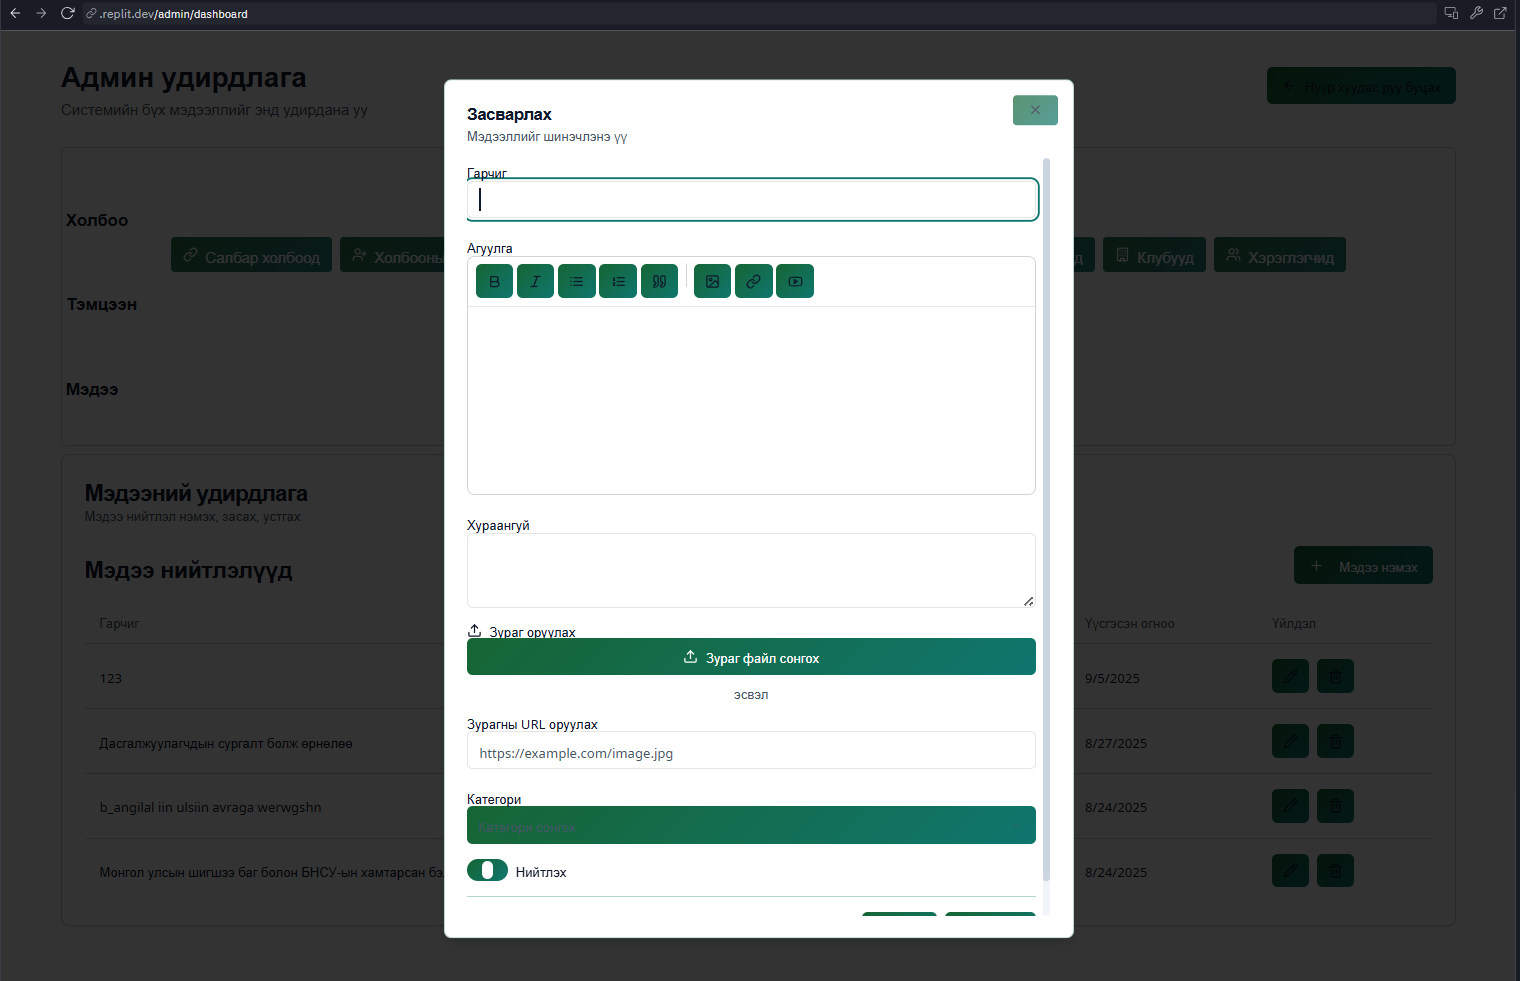 .replit.dev/admin/dashboard
Админ удирдлага
Системийн бүх мэдээллийг энд удирдана уу
Нүүр хуудас руу буцах
Холбоо
Салбар холбоод
Холбооны
Клубууд
Хэрэглэгчид
Тэмцээн
Мэдээ
Мэдээний удирдлага
Мэдээ нийтлэл нэмэх, засах, устгах
Мэдээ нийтлэлүүд
Мэдээ нэмэх
Гарчиг
Үүсгэсэн огноо
Үйлдэл
123
9/5/2025
Дасгалжуулагчдын сургалт болж өрнөлөө
8/27/2025
b_angilal iin ulsiin avraga werwgshn
8/24/2025
Монгол улсын шигшээ баг болон БНСУ-ын хамтарсан
8/24/2025
Засварлах
Мэдээллийг шинэчлэнэ үү
Гарчиг
Агуулга
Хураангуй
Зураг оруулах
Зураг файл сонгох
эсвэл
Зурагны URL оруулах
https://example.com/image.jpg
Категори
Категори сонгох
Нийтлэх